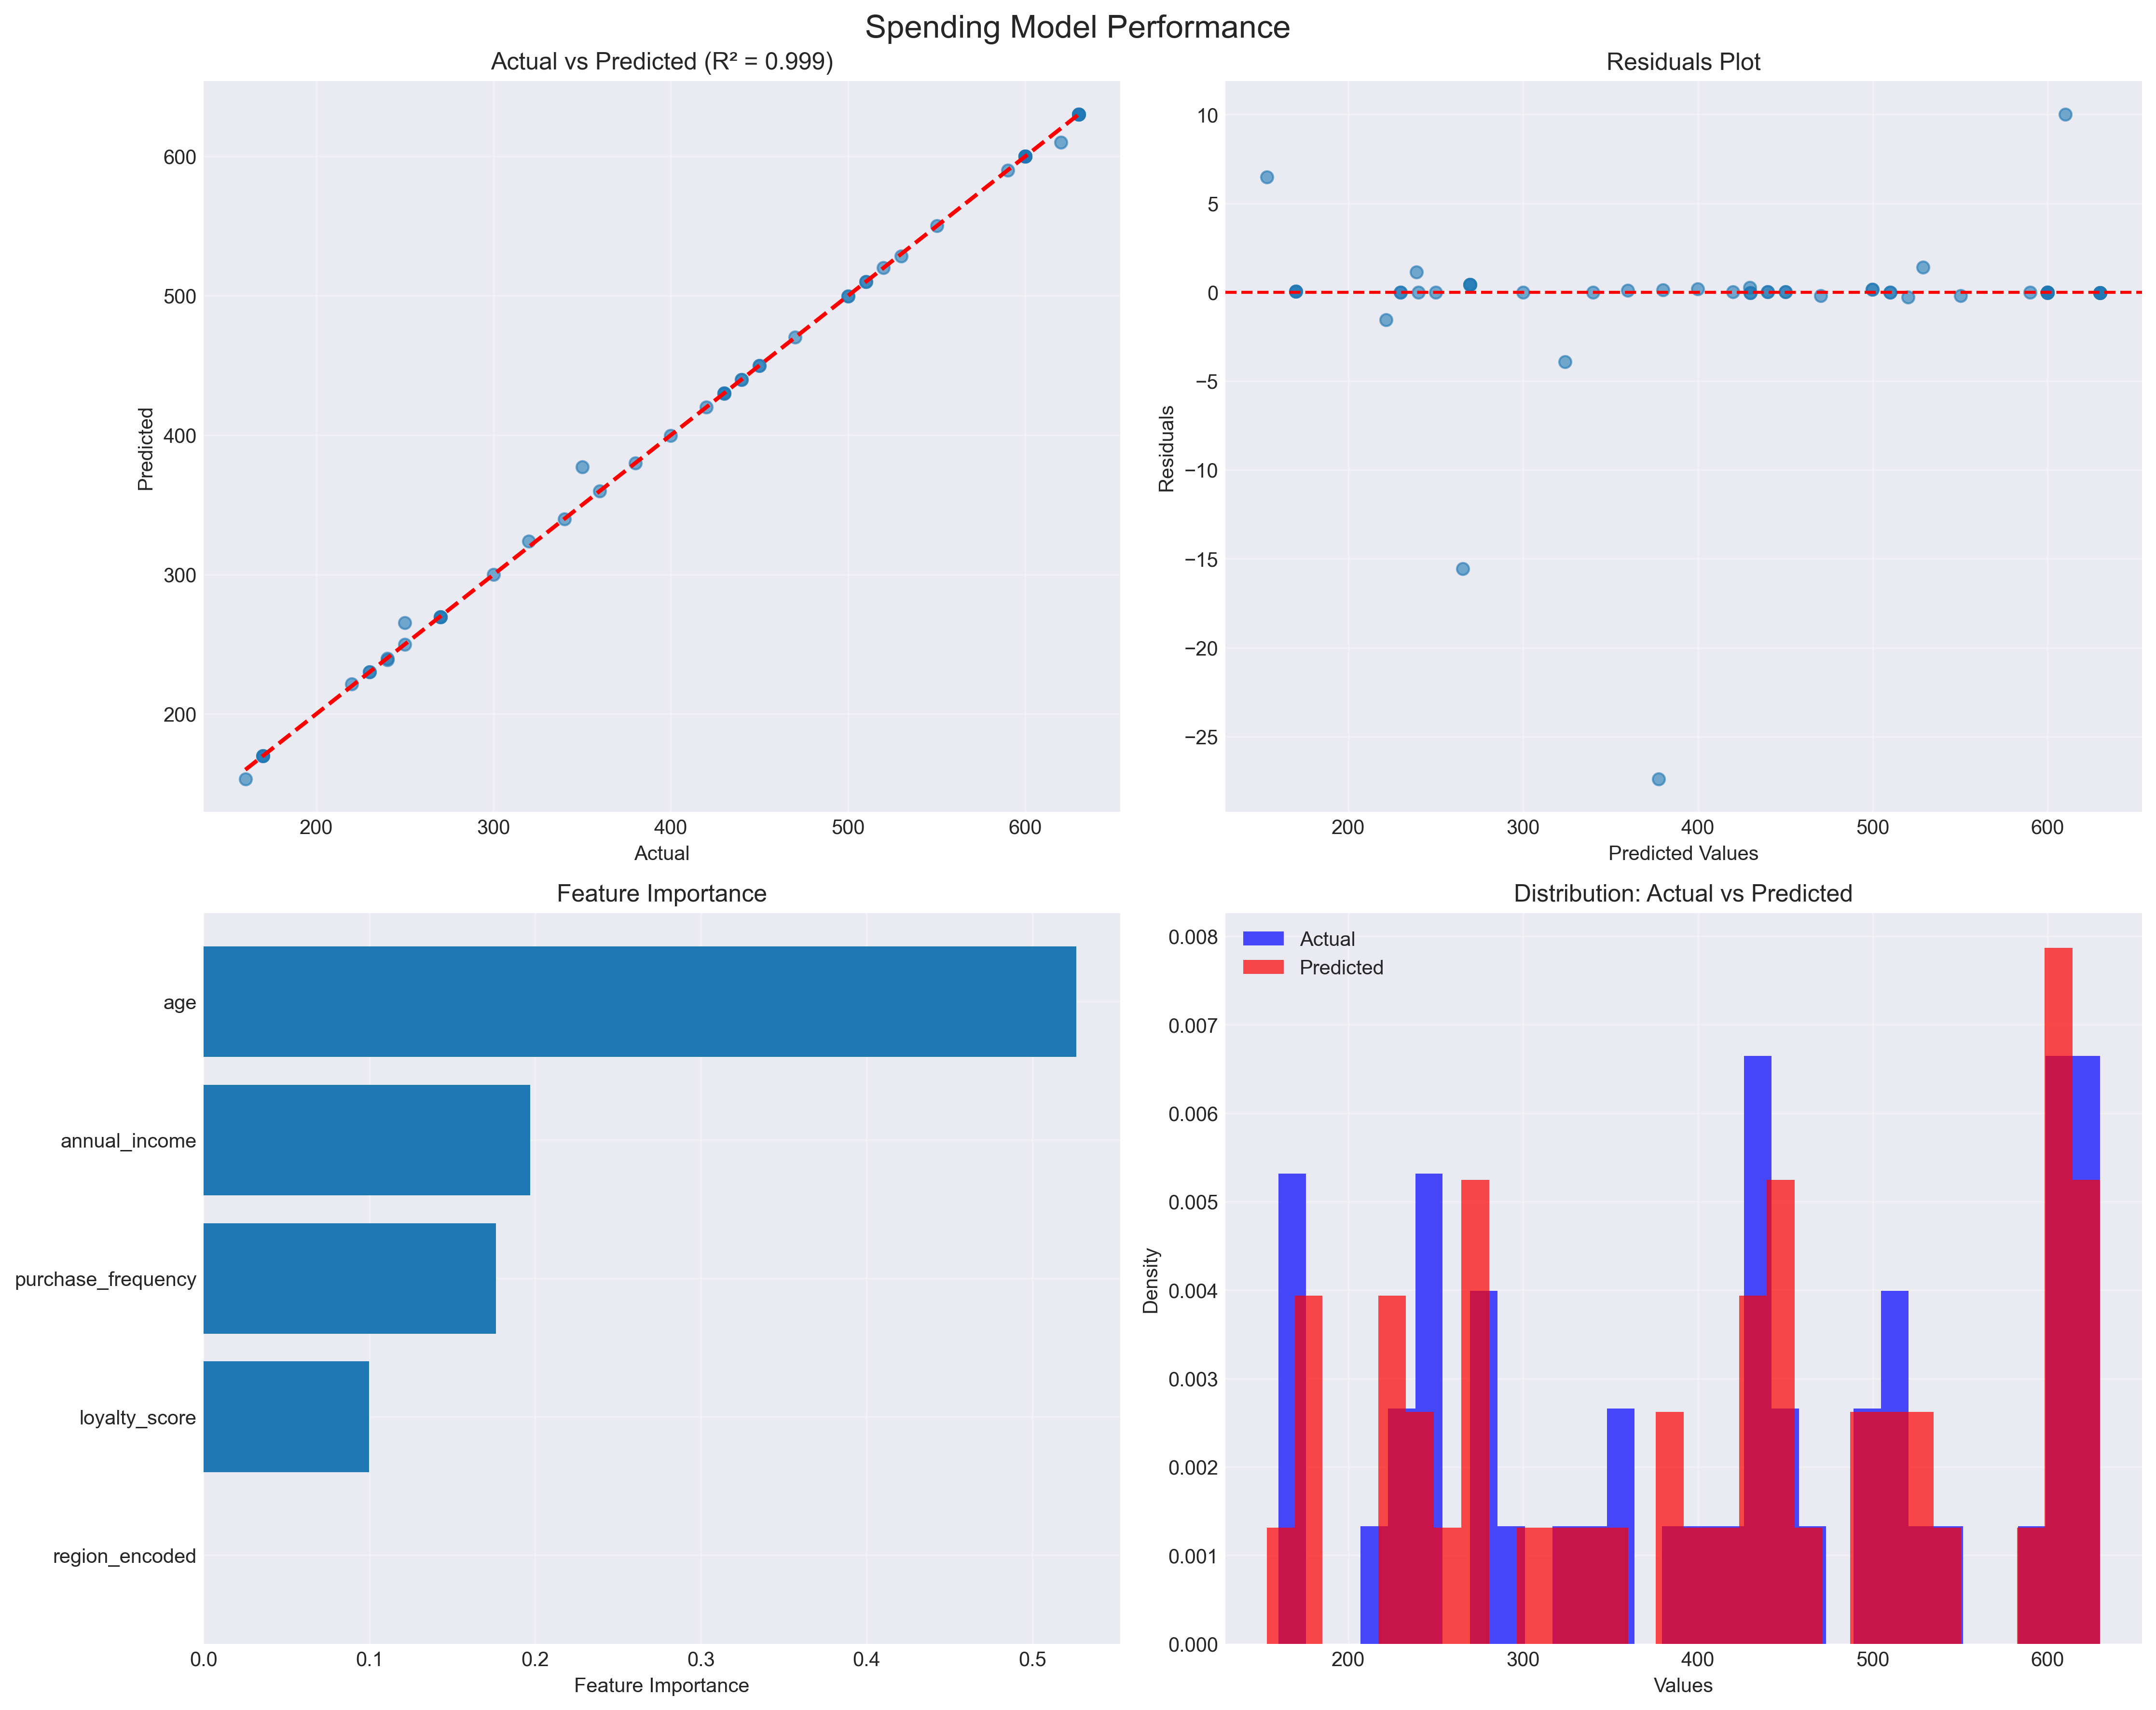 Spending Model Performance
Actual vs Predicted (R² = 0.999)
600
500
400
300
200
Predicted
200 300 400 500 600
Actual
Residuals Plot
10
5
0
−5
−10
−15
−20
−25
Residuals
200 300 400 500 600
Predicted Values
Feature Importance
age
annual_income
purchase_frequency
loyalty_score
region_encoded
0.0 0.1 0.2 0.3 0.4 0.5
Feature Importance
Distribution: Actual vs Predicted
Actual
Predicted
0.008
0.007
0.006
0.005
0.004
0.003
0.002
0.001
0.000
Density
200 300 400 500 600
Values